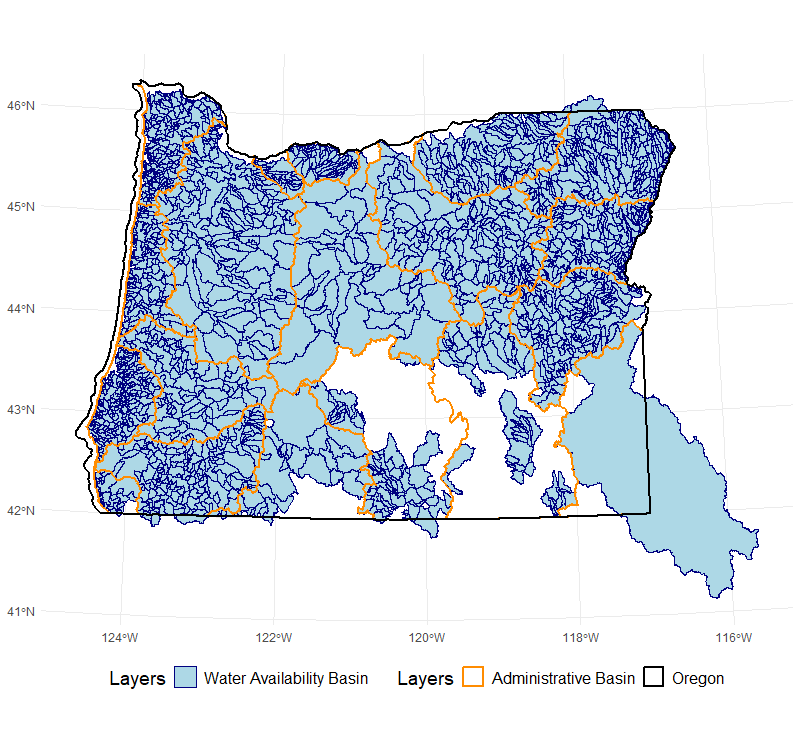 46°N
45°N
44°N
43°N
42°N
41°N
124°W 122°W 120°W 118°W 116°W
Layers Water Availability Basin Layers Administrative Basin Oregon